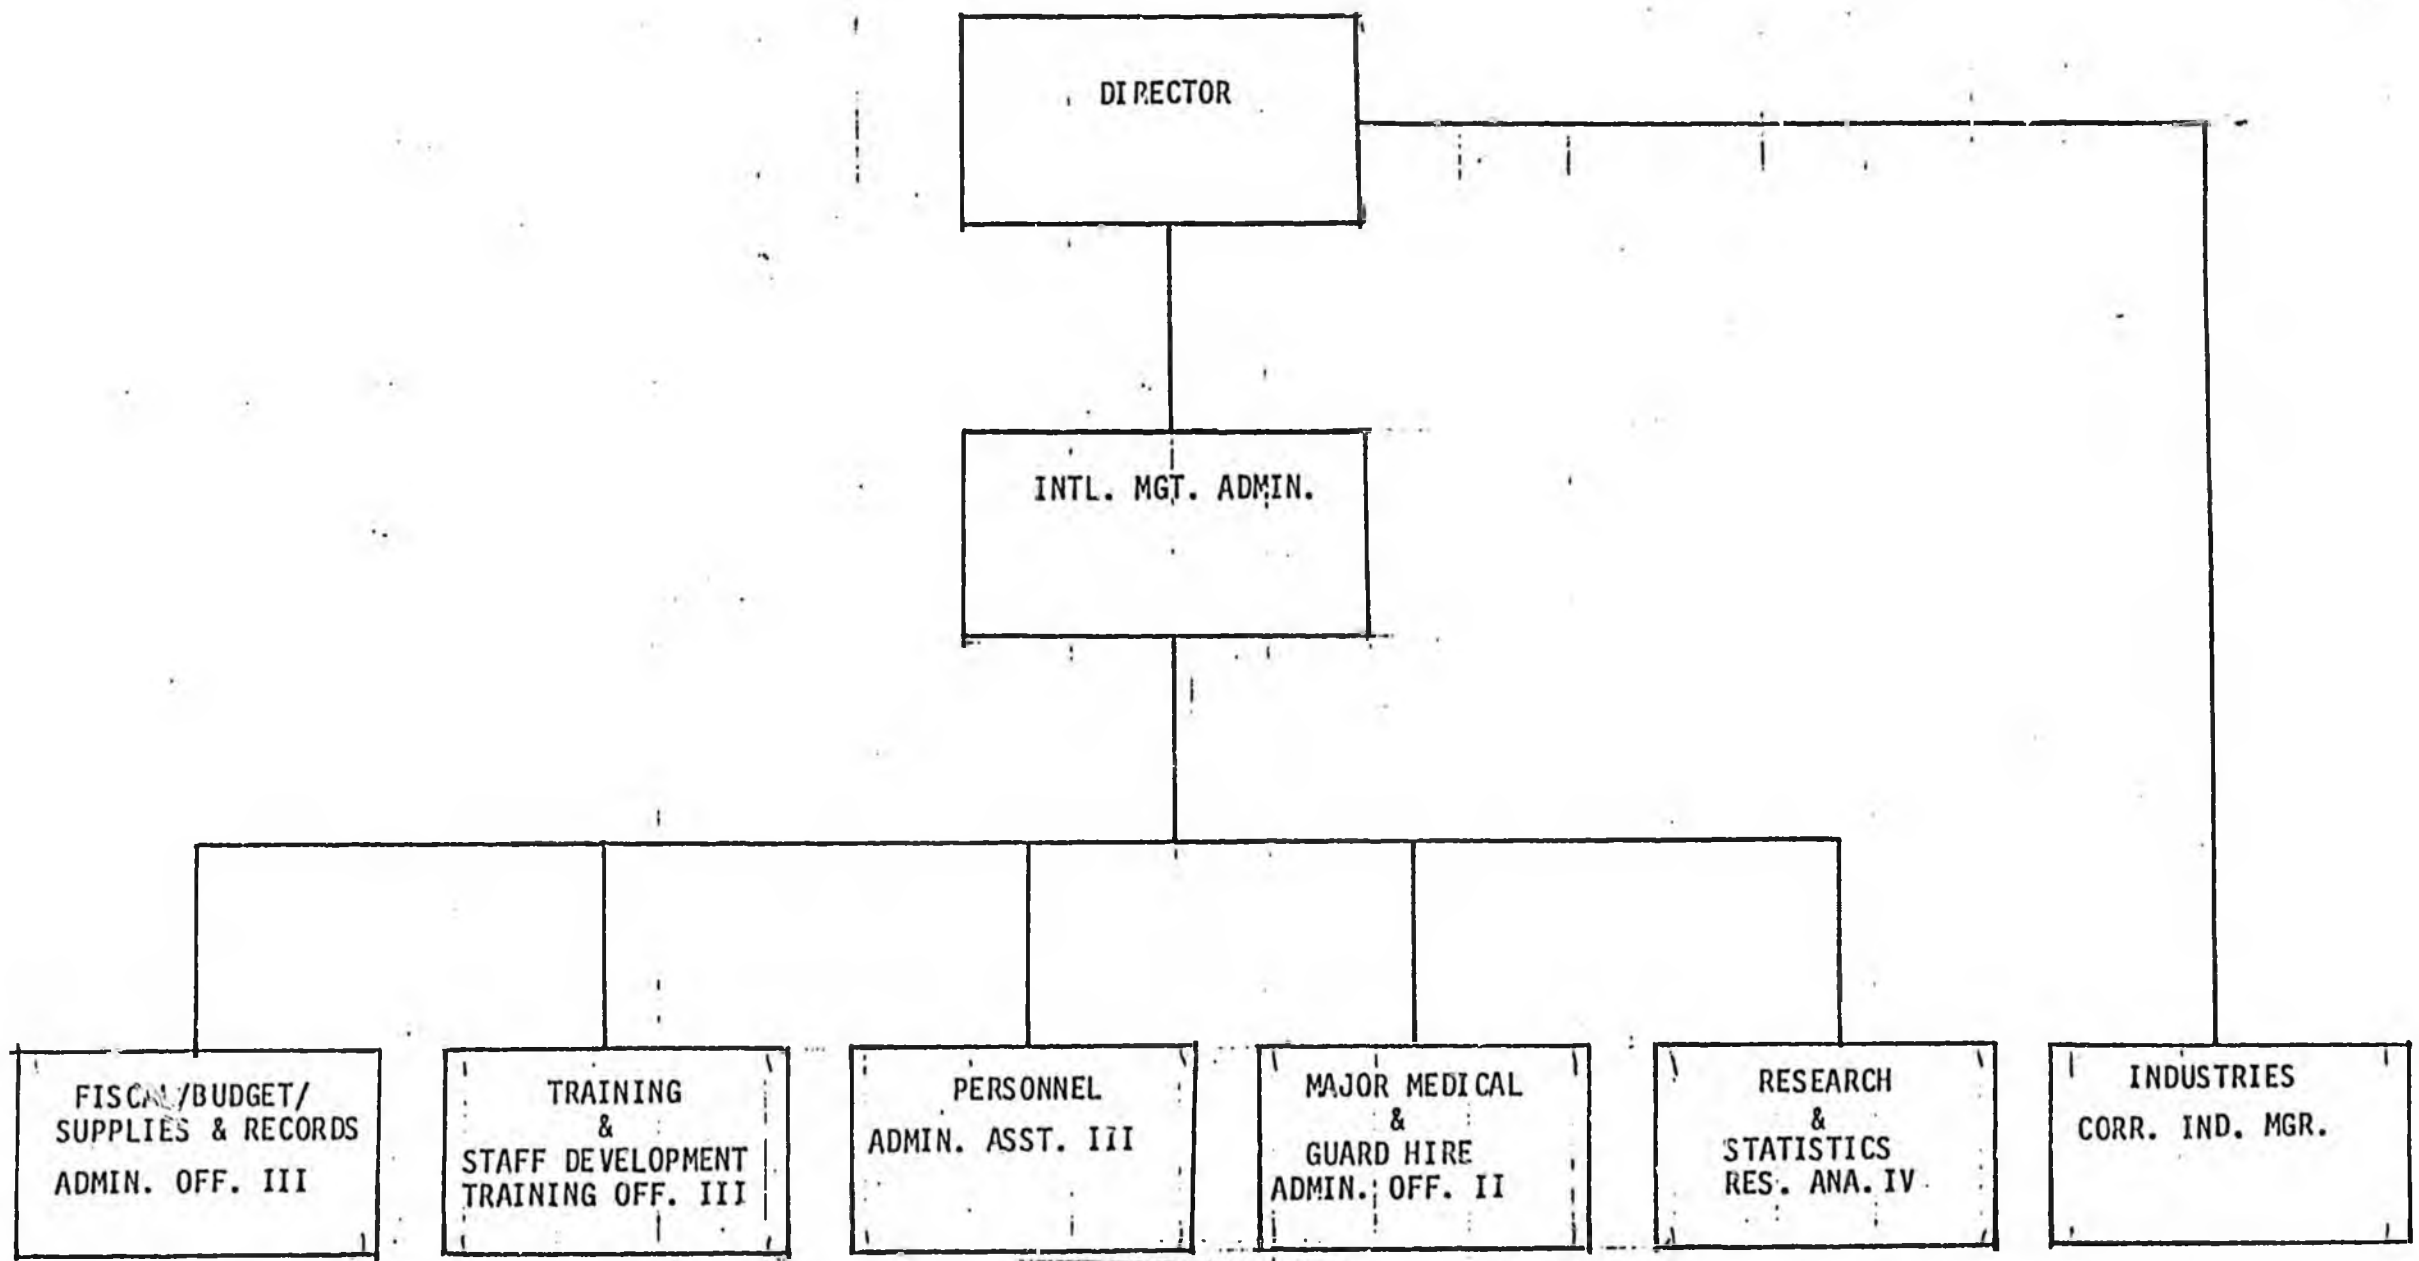 DIRECTOR
INTL. MGT. ADMIN.
FISCAL/BUDGET/
SUPPLIES & RECORDS
ADMIN. OFF. III
TRAINING
&
STAFF DEVELOPMENT
TRAINING OFF. III
PERSONNEL
ADMIN. ASST. III
MAJOR MEDICAL
&
GUARD HIRE
ADMIN. OFF. II
RESEARCH
&
STATISTICS
RES. ANA. IV
INDUSTRIES
CORR. IND. MGR.